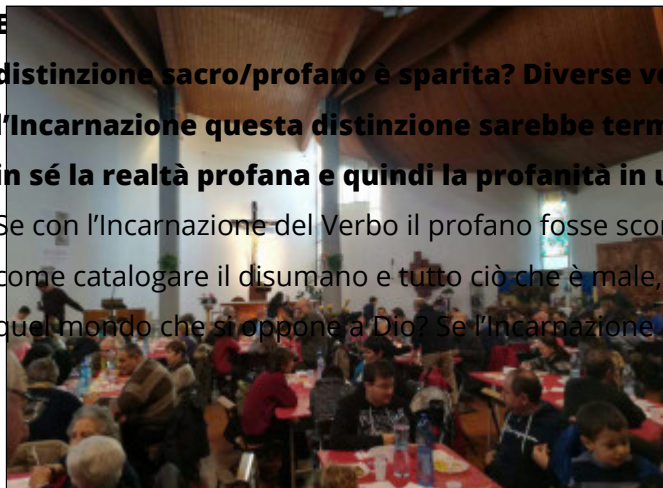 distinzione sacro/profano è sparita? Diverse
l'Incarnazione questa distinzione sarebbe
in sé la realtà profana e quindi la profanità in
Se con l'Incarnazione del Verbo il profano fosse
come catalogare il disumano e tutto ciò che è male,
quel mondo che si oppone a Dio? Se l'Incarnazione